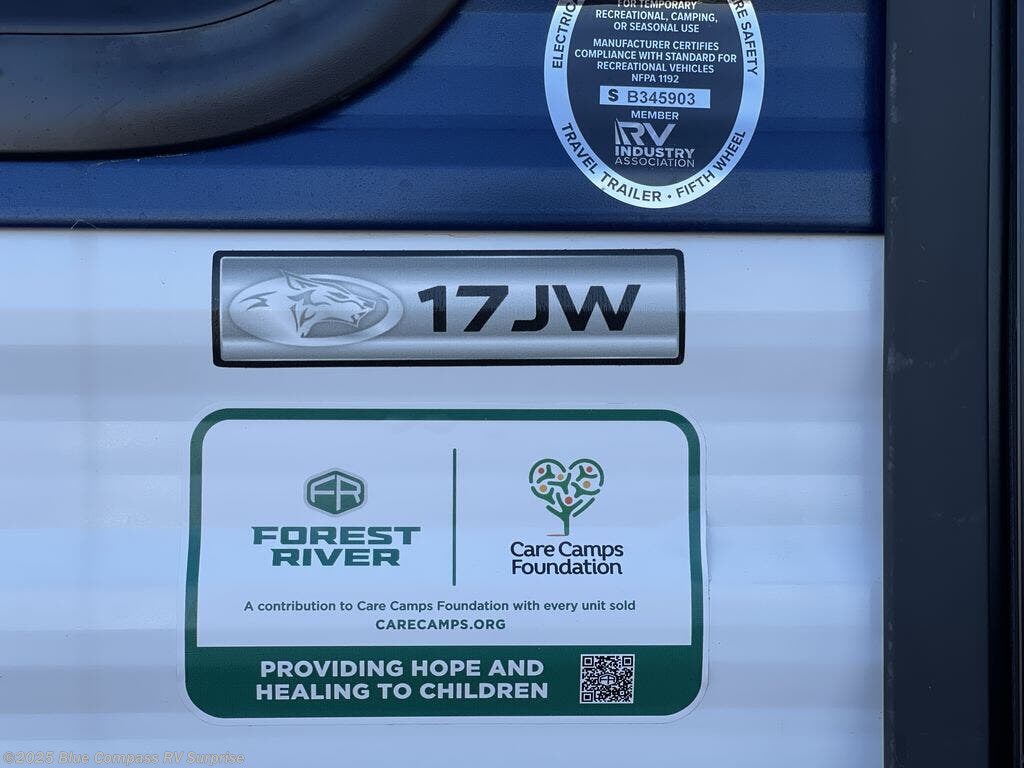 FOR TEMPORARY
RECREATIONAL, CAMPING,
OR SEASONAL USE
MANUFACTURER CERTIFIES
COMPLIANCE WITH STANDARD FOR
RECREATIONAL VEHICLES
NFPA 1192
S B345903
MEMBER
RV
INDUSTRY
ASSOCIATION
TRAVEL TRAILER • FIFTH WHEEL
SAFETY
17JW
FR
FOREST
RIVER
Care Camps
Foundation
A contribution to Care Camps Foundation with every unit sold
CARECAMPS.ORG
PROVIDING HOPE AND
HEALING TO CHILDREN
©2025 Blue Compass RV Surprise